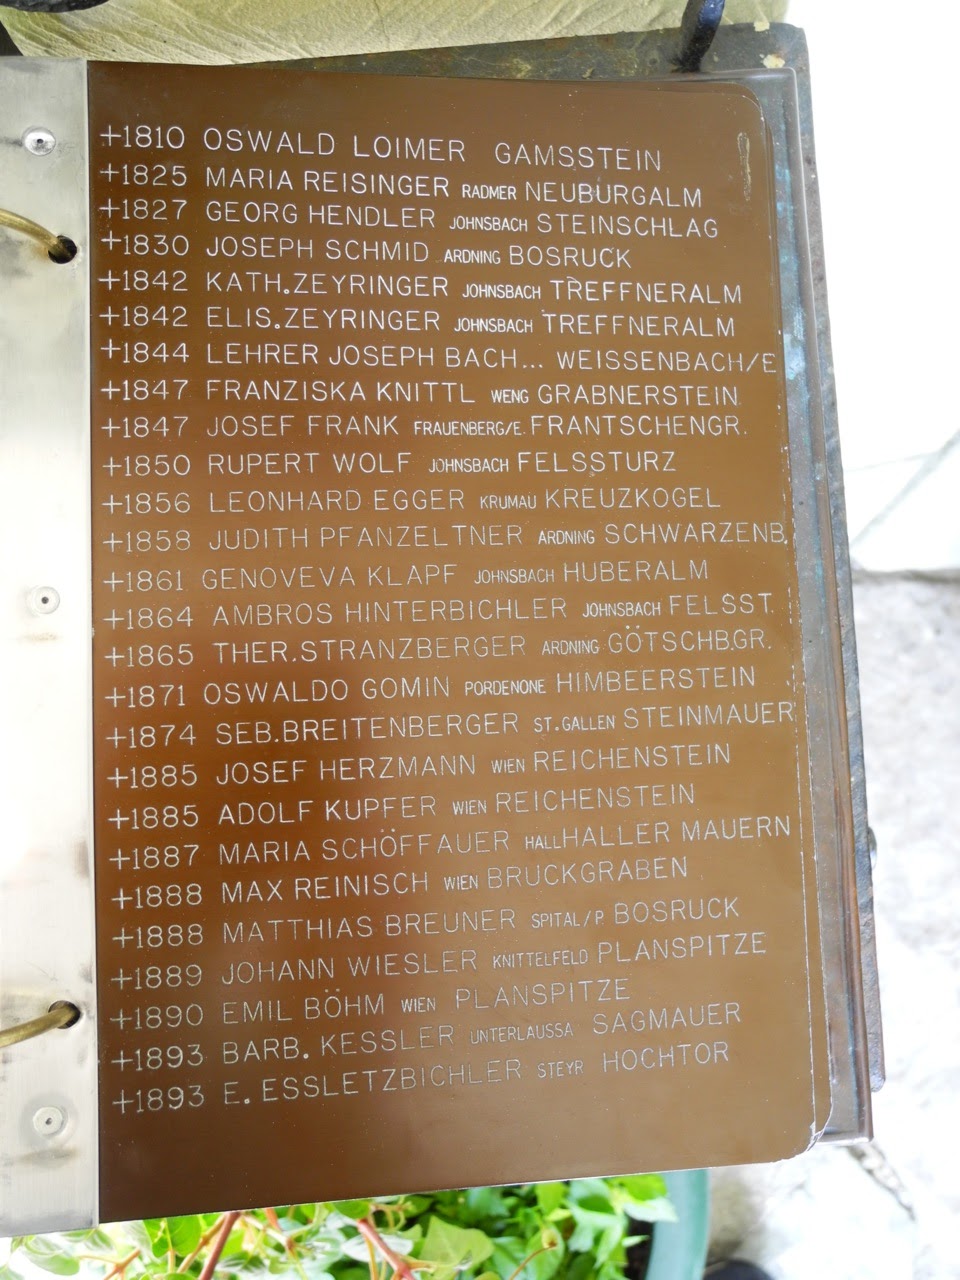 +1810 OSWALD LOIMER GAMSSTEIN
+1825 MARIA REISINGER RADMER NEUBURGALM
+1827 GEORG HENDLER JOHNSBACH STEINSCHLAG
+1830 JOSEPH SCHMID ARDNING BOSRUCK
+1842 KATH.ZEYRINGER JOHNSBACH TREFFNERALM
+1842 ELIS.ZEYRINGER JOHNSBACH TREFFNERALM
+1844 LEHRER JOSEPH BACH... WEISSENBACH/E
+1847 FRANZISKA KNITTL WENG GRABNERSTEIN
+1847 JOSEF FRANK FRAUENBERG/E. FRANTSCHENGR.
+1850 RUPERT WOLF JOHNSBACH FELSSTURZ
+1856 LEONHARD EGGER KRUMAU KREUZKOGEL
+1858 JUDITH PFANZELTNER ARDNING SCHWARZENB.
+1861 GENOVEVA KLAPF JOHNSBACH HUBERALM
+1864 AMBROS HINTERBICHLER JOHNSBACH FELSST.
+1865 THER.STRANZBERGER ARDNING GÖTSCHB.GR.
+1871 OSWALDO GOMIN PORDENONE HIMBEERSTEIN
+1874 SEB.BREITENBERGER ST.GALLEN STEINMAUER
+1885 JOSEF HERZMANN WIEN REICHENSTEIN
+1885 ADOLF KUPFER WIEN REICHENSTEIN
+1887 MARIA SCHÖFFAUER HALL HALLER MAUERN
+1888 MAX REINISCH WIEN BRUCKGRABEN
+1888 MATTHIAS BREUNER SPITAL/P BOSRUCK
+1889 JOHANN WIESLER KNITTELFELD PLANSPITZE
+1890 EMIL BÖHM WIEN PLANSPITZE
+1893 BARB. KESSLER UNTERLAUSSA SAGMAUER
+1893 E. ESSLETZBICHLER STEYR HOCHTOR